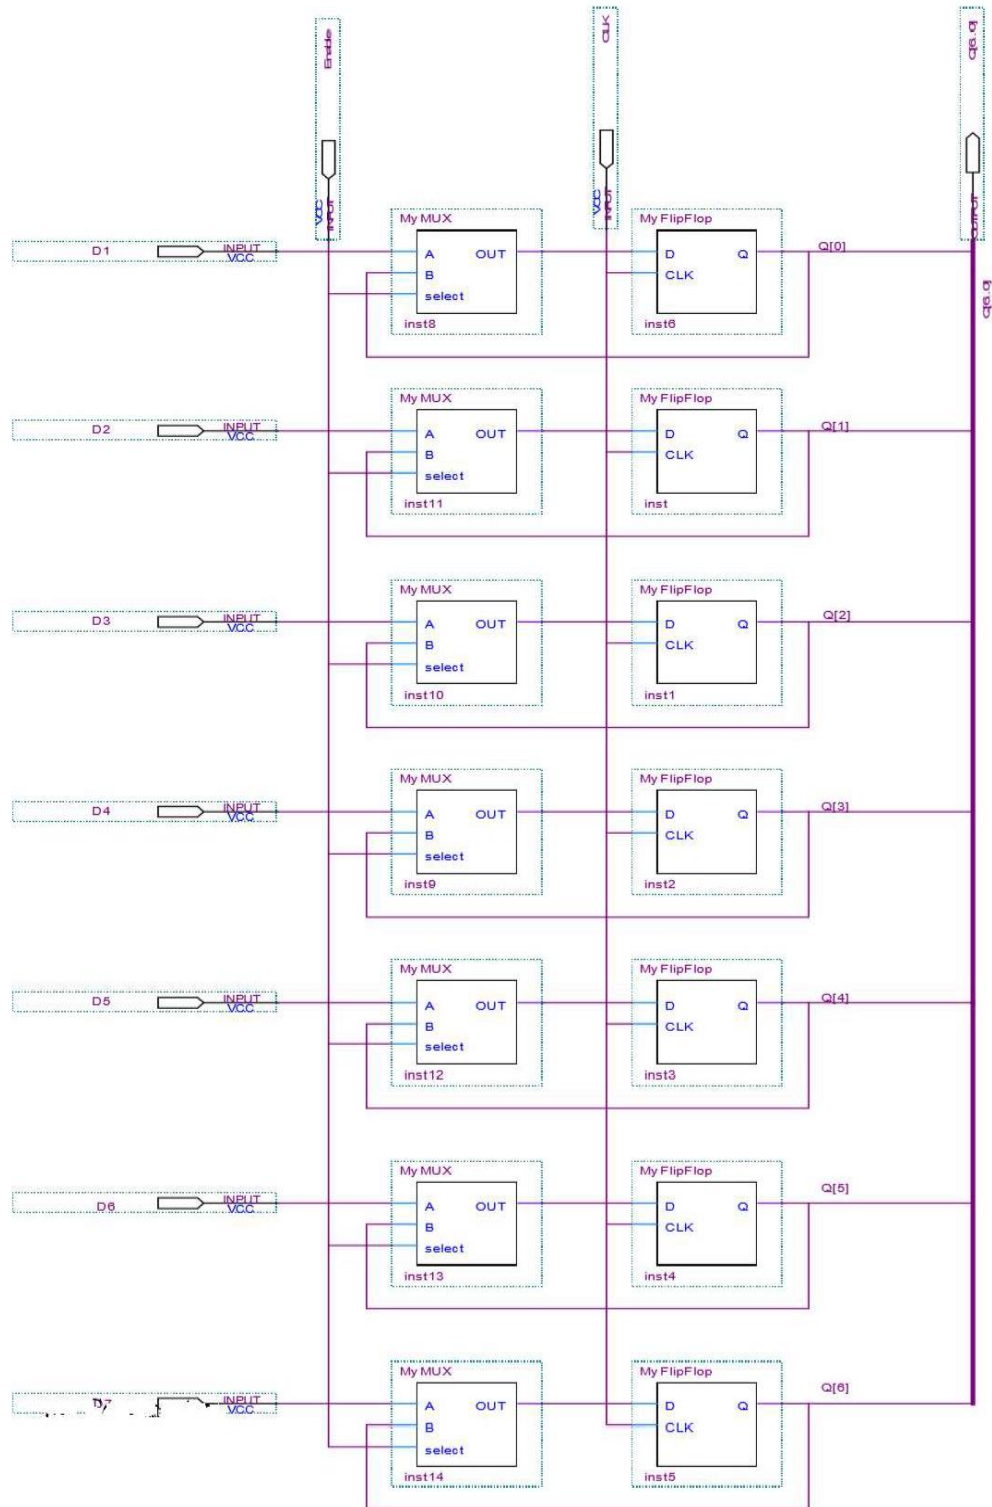 Enable
CLK
VCC
INPUT
VCC
INPUT
OUTPUT
D1
INPUT
VCC
My MUX
A
OUT
B
select
inst8
My FlipFlop
D
Q
CLK
inst6
Q[0]
D2
INPUT
VCC
My MUX
A
OUT
B
select
inst11
My FlipFlop
D
Q
CLK
inst
Q[1]
D3
INPUT
VCC
My MUX
A
OUT
B
select
inst10
My FlipFlop
D
Q
CLK
inst1
Q[2]
D4
INPUT
VCC
My MUX
A
OUT
B
select
inst9
My FlipFlop
D
Q
CLK
inst2
Q[3]
D5
INPUT
VCC
My MUX
A
OUT
B
select
inst12
My FlipFlop
D
Q
CLK
inst3
Q[4]
D6
INPUT
VCC
My MUX
A
OUT
B
select
inst13
My FlipFlop
D
Q
CLK
inst4
Q[5]
D7
INPUT
VCC
My MUX
A
OUT
B
select
inst14
My FlipFlop
D
Q
CLK
inst5
Q[6]